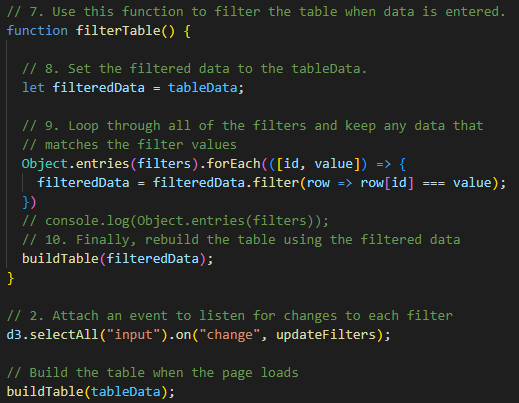 // 7. Use this function to filter the table when data is entered.
function filterTable() {
// 8. Set the filtered data to the tableData.
let filteredData = tableData;
// 9. Loop through all of the filters and keep any data that
// matches the filter values
Object.entries(filters).forEach(([id, value]) => {
filteredData = filteredData.filter(row => row[id] === value);
})
// console.log(Object.entries(filters));
// 10. Finally, rebuild the table using the filtered data
buildTable(filteredData);
}
// 2. Attach an event to listen for changes to each filter
d3.selectAll("input").on("change", updateFilters);
// Build the table when the page loads
buildTable(tableData);